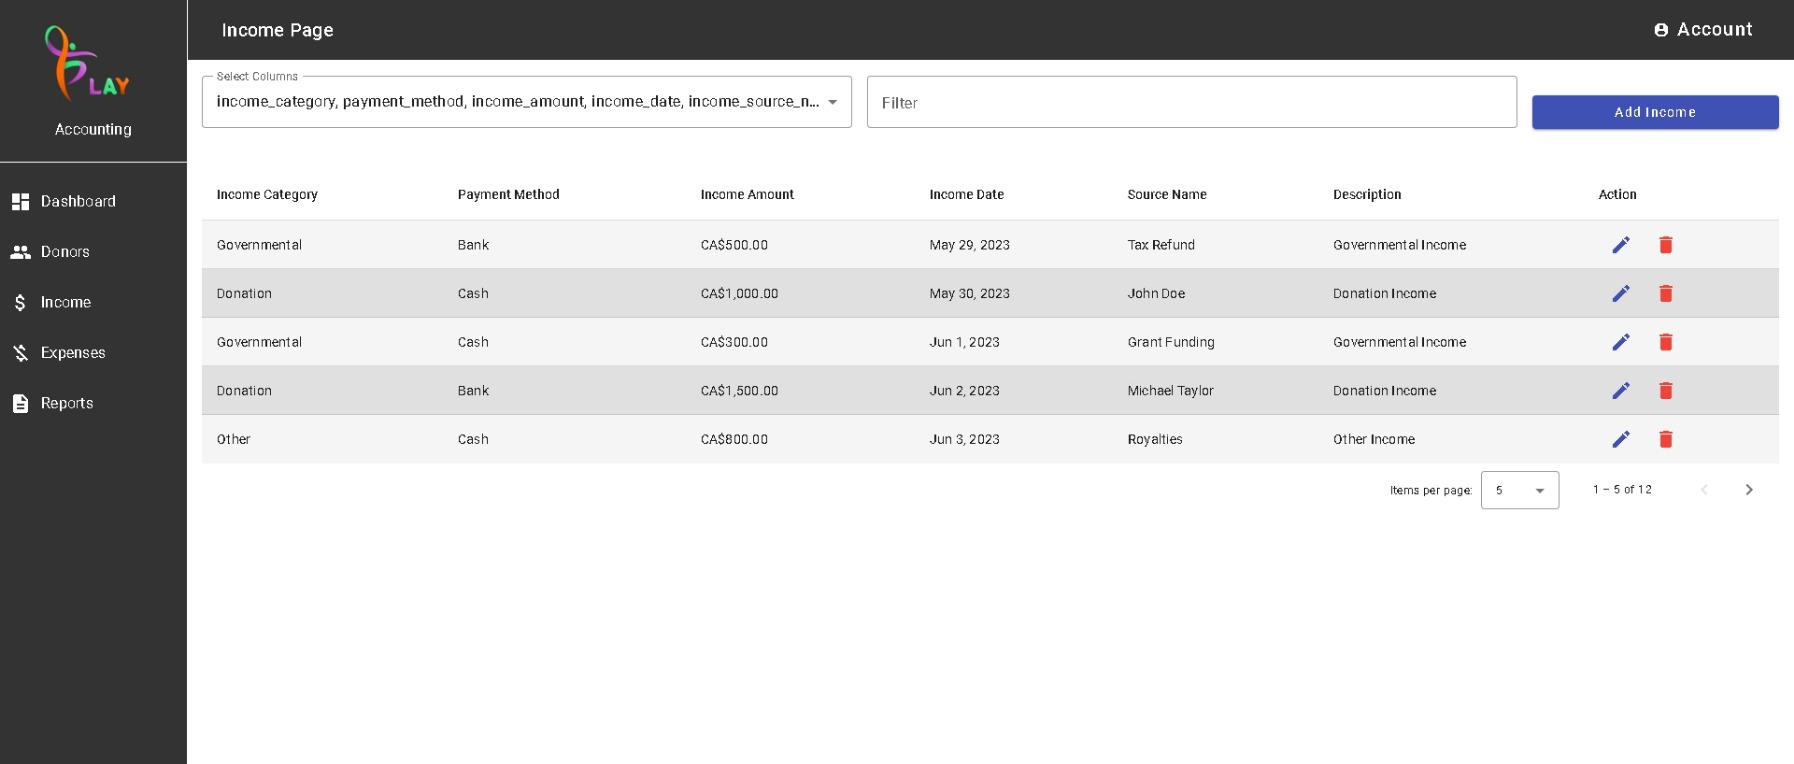 LAY
Accounting
Dashboard
Donors
Income
Expenses
Reports
Income Page
Account
Select Columns
income_category, payment_method, income_amount, income_date, income_source_n...
Filter
Add Income
Income Category Payment Method Income Amount Income Date Source Name Description Action
Governmental Bank CA$500.00 May 29, 2023 Tax Refund Governmental Income
Donation Cash CA$1,000.00 May 30, 2023 John Doe Donation Income
Governmental Cash CA$300.00 Jun 1, 2023 Grant Funding Governmental Income
Donation Bank CA$1,500.00 Jun 2, 2023 Michael Taylor Donation Income
Other Cash CA$800.00 Jun 3, 2023 Royalties Other Income
Items per page: 5 1 – 5 of 12